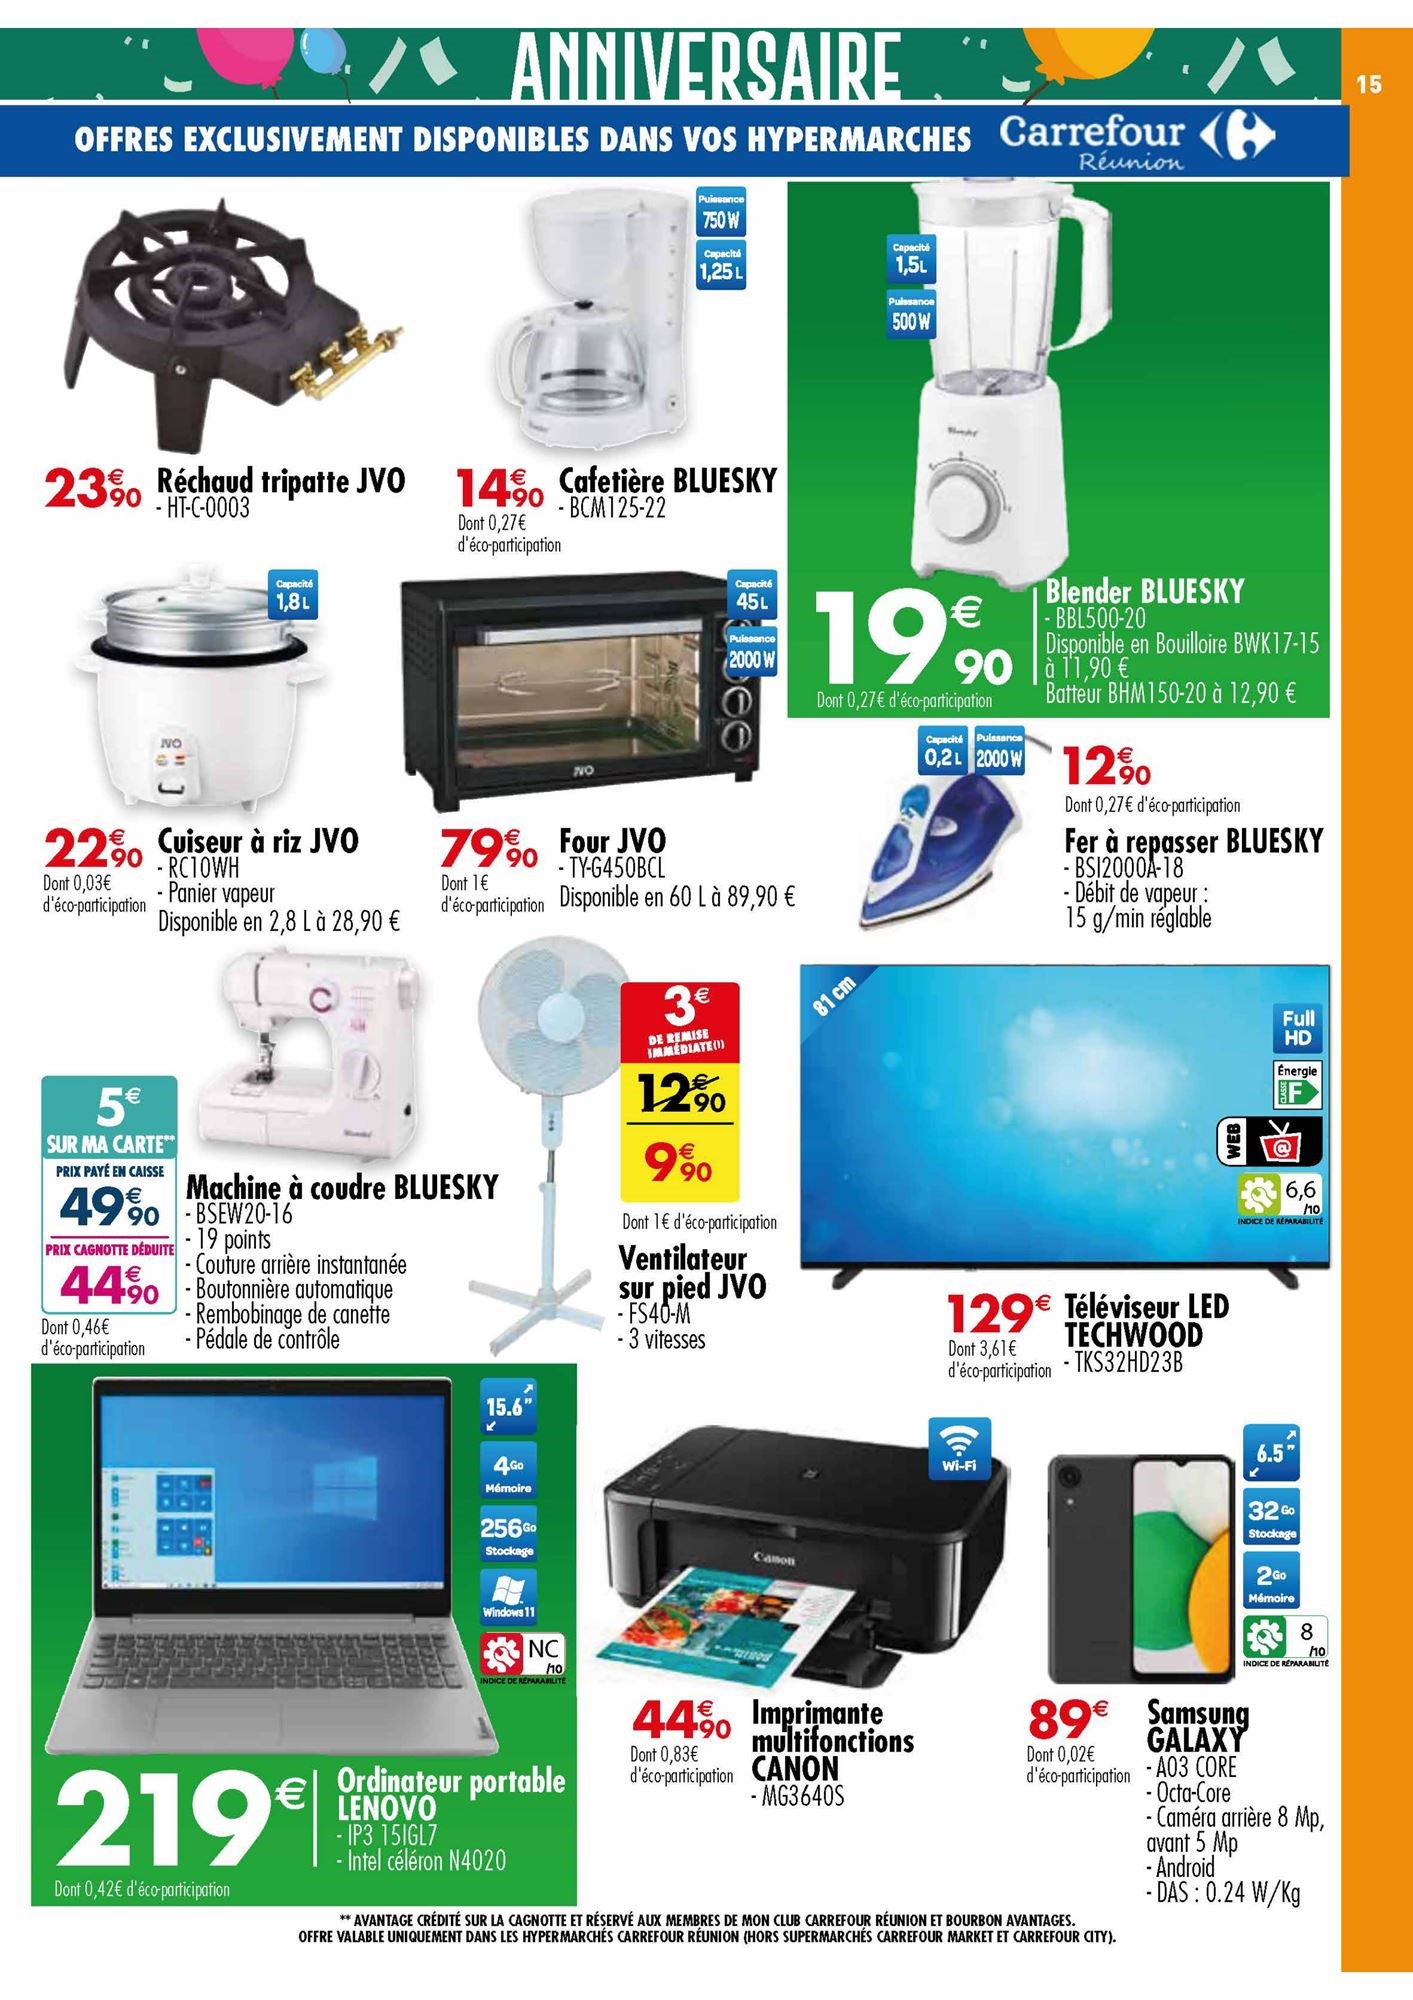 ANNIVERSAIRE
15
OFFRES EXCLUSIVEMENT DISPONIBLES DANS VOS HYPERMARCHES
Carrefour
Réunion
23€90
Réchaud tripatte JVO
- HT-C-0003
Puissance
750 W
Capacité
1,25 L
14€90
Dont 0,27€
d'éco-participation
Cafetière BLUESKY
- BCM125-22
Capacité
1,5L
Puissance
500 W
19€90
Dont 0,27€ d'éco-participation
Blender BLUESKY
- BBL500-20
Disponible en Bouilloire BWK17-15
à 11,90 €
Batteur BHM150-20 à 12,90 €
Capacité
1,8 L
JVO
22€90
Dont 0,03€
d'éco-participation
Cuiseur à riz JVO
- RC10WH
- Panier vapeur
Disponible en 2,8 L à 28,90 €
Capacité
45 L
Puissance
2000 W
JVO
79€90
Dont 1€
d'éco-participation
Four JVO
- TY-G450BCL
Disponible en 60 L à 89,90 €
Capacité
0,2 L
Puissance
2000 W
12€90
Dont 0,27€ d'éco-participation
Fer à repasser BLUESKY
- BSI2000A-18
- Débit de vapeur :
15 g/min réglable
5€
SUR MA CARTE**
PRIX PAYÉ EN CAISSE
49€90
PRIX CAGNOTTE DÉDUITE
44€90
Dont 0,46€
d'éco-participation
Machine à coudre BLUESKY
- BSEW20-16
- 19 points
- Couture arrière instantanée
- Boutonnière automatique
- Rembobinage de canette
- Pédale de contrôle
3€
DE REMISE
IMMÉDIATE(1)
12€90
9€90
Dont 1€ d'éco-participation
Ventilateur
sur pied JVO
- FS40-M
- 3 vitesses
81 cm
Full
HD
Énergie
CLASSE
F
WEB
@
6,6
/10
INDICE DE RÉPARABILITÉ
129€
Dont 3,61€
d'éco-participation
Téléviseur LED
TECHWOOD
- TKS32HD23B
15.6"
4Go
Mémoire
256Go
Stockage
Windows 11
NC
/10
INDICE DE RÉPARABILITÉ
219€
Dont 0,42€ d'éco-participation
Ordinateur portable
LENOVO
- IP3 15IGL7
- Intel céléron N4020
Wi-Fi
Canon
44€90
Dont 0,83€
d'éco-participation
Imprimante
multifonctions
CANON
- MG3640S
6.5"
32Go
Stockage
2Go
Mémoire
8
/10
INDICE DE RÉPARABILITÉ
89€
Dont 0,02€
d'éco-participation
Samsung
GALAXY
- A03 CORE
- Octa-Core
- Caméra arrière 8 Mp,
avant 5 Mp
- Android
- DAS : 0.24 W/Kg
** AVANTAGE CRÉDITÉ SUR LA CAGNOTTE ET RÉSERVÉ AUX MEMBRES DE MON CLUB CARREFOUR RÉUNION ET BOURBON AVANTAGES.
OFFRE VALABLE UNIQUEMENT DANS LES HYPERMARCHÉS CARREFOUR RÉUNION (HORS SUPERMARCHÉS CARREFOUR MARKET ET CARREFOUR CITY).